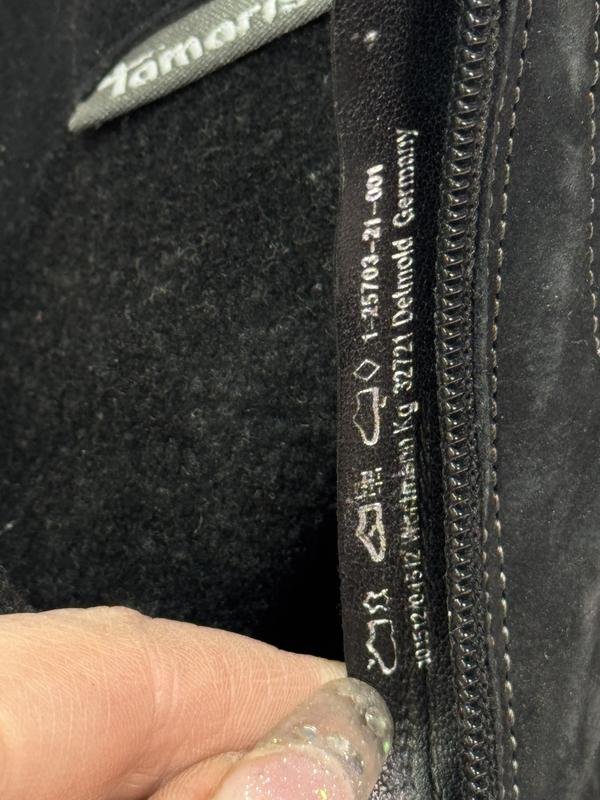 Tamaris
1-25703-21-001
Wortmann Kg 32721 Detmold Germany